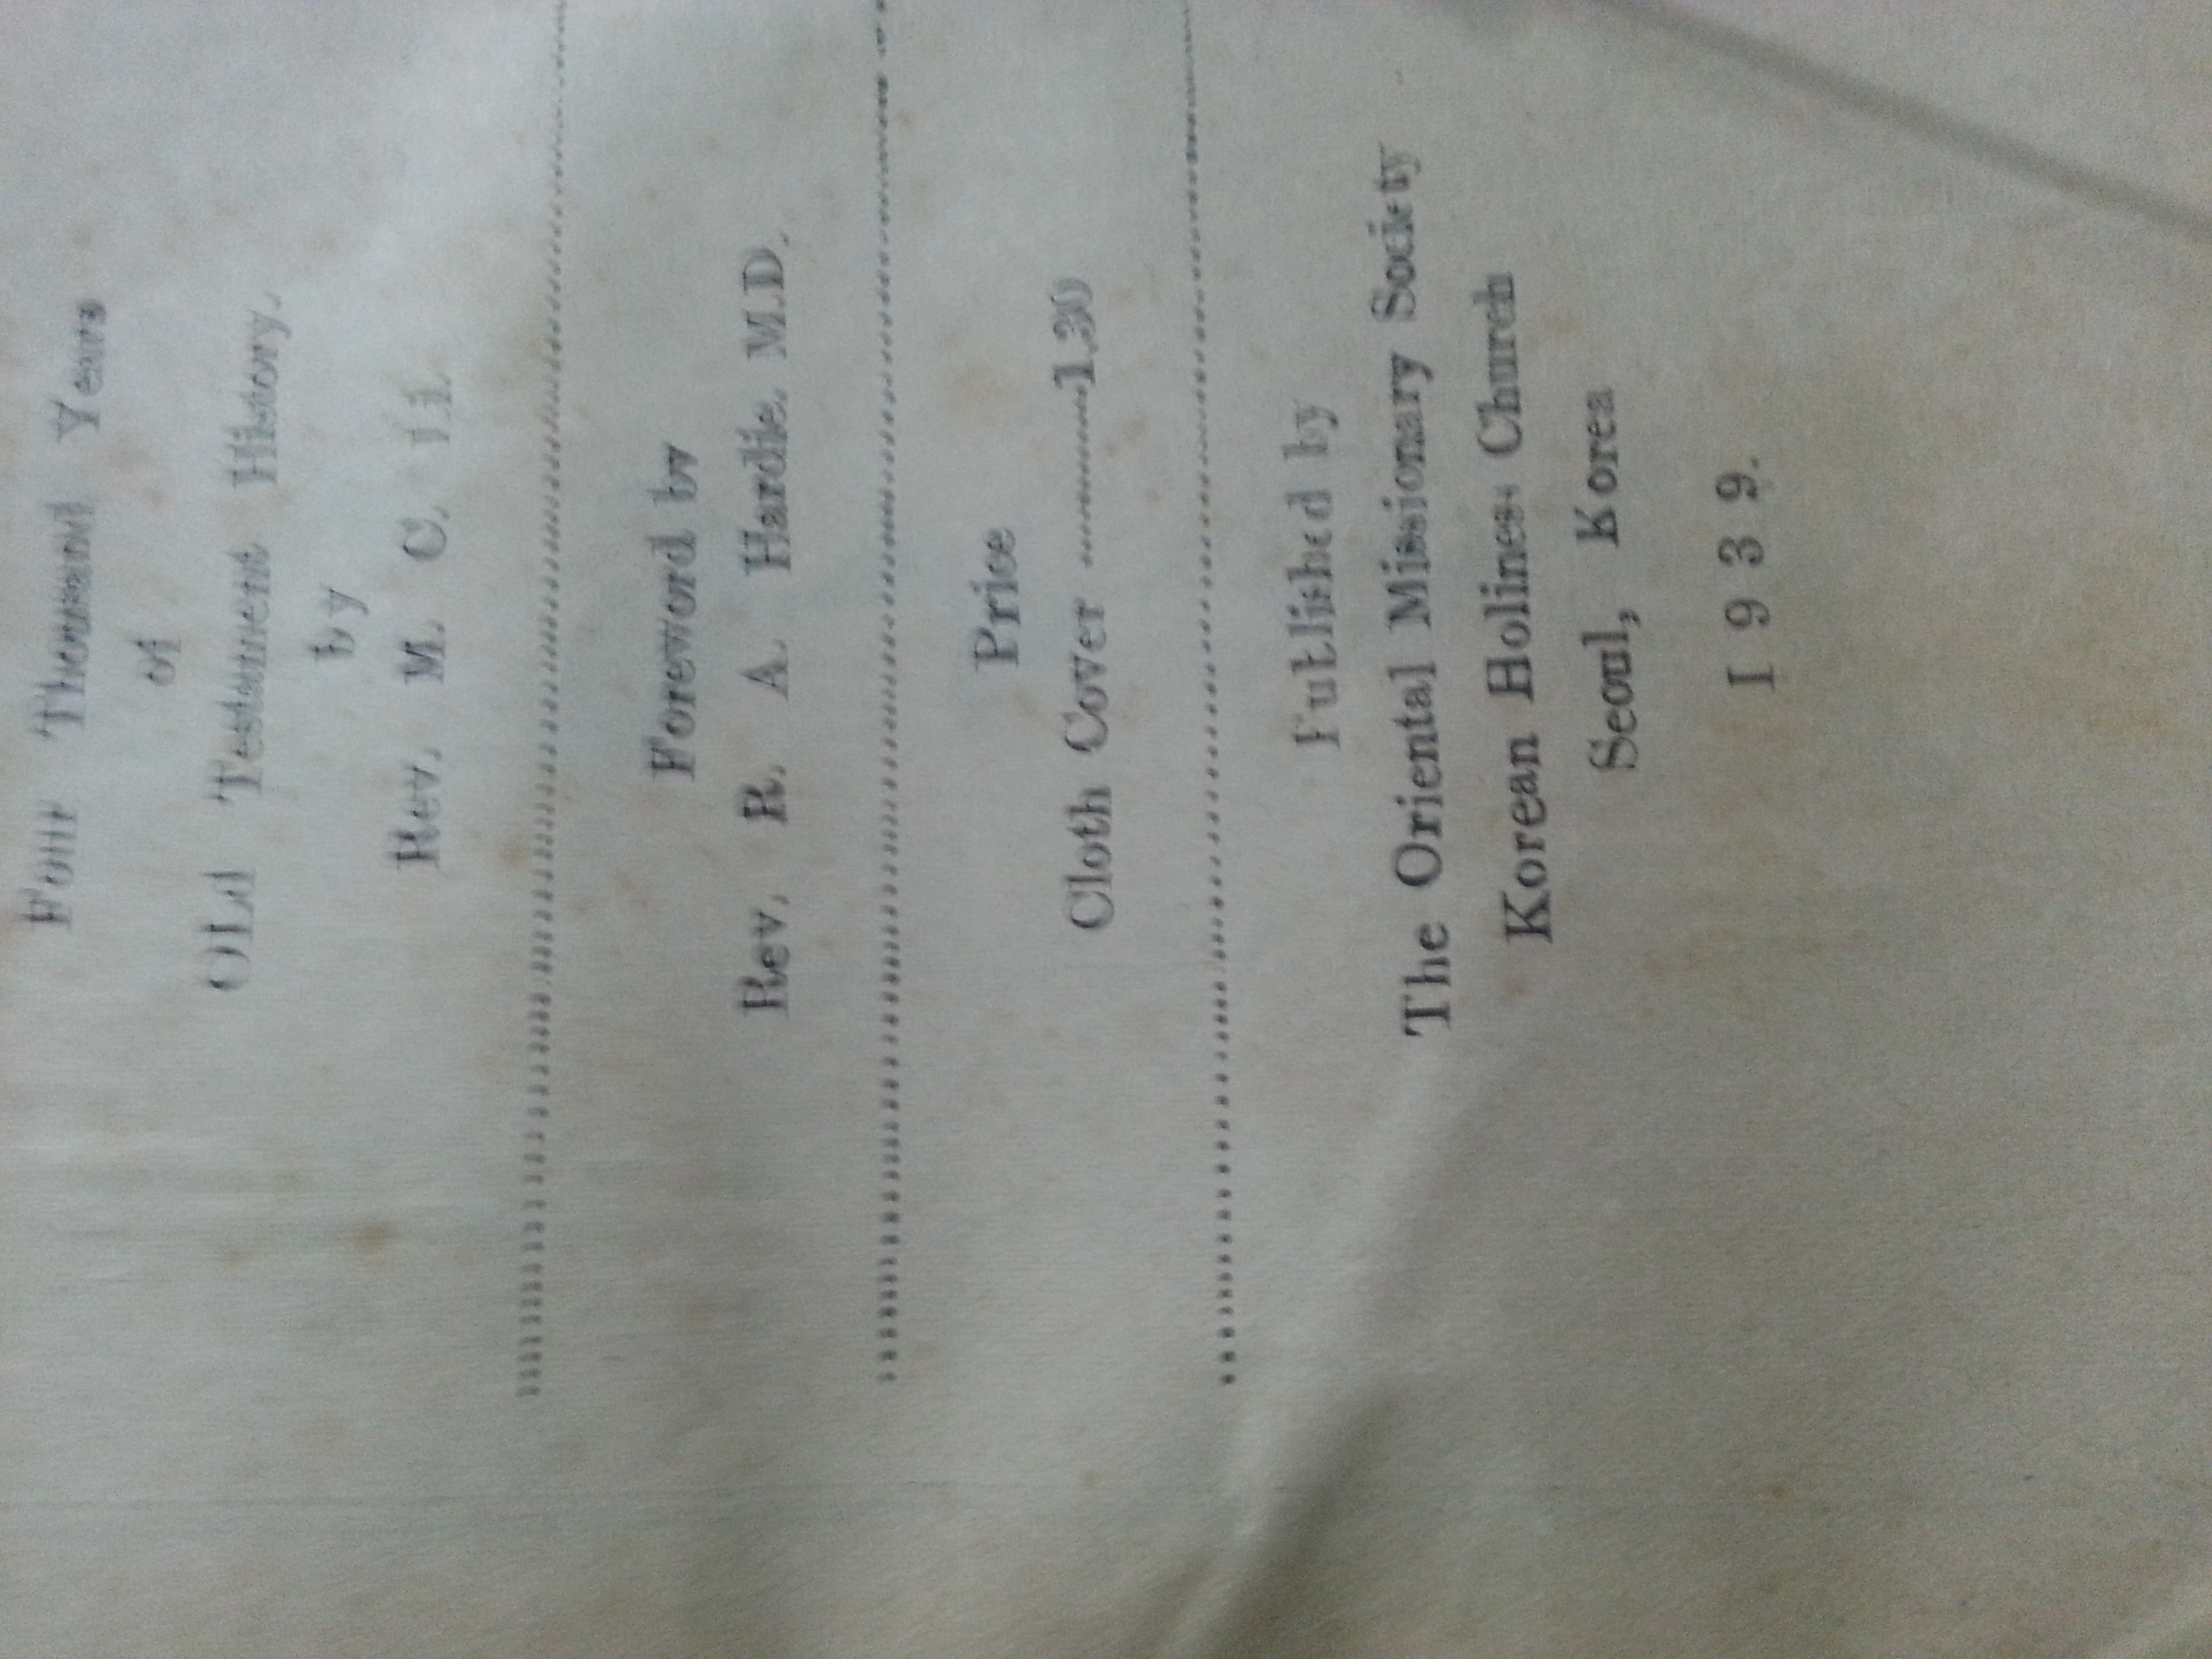 Four Thousand Years
of
OLd Testament History.
by
Rev. M. C.
Foreword by
Rev. R. A. Hardie. M.D.
Price
Cloth Cover ............1.30
Published by
The Oriental Missionary Society
Korean Holiness Church
Seoul, Korea
1939.